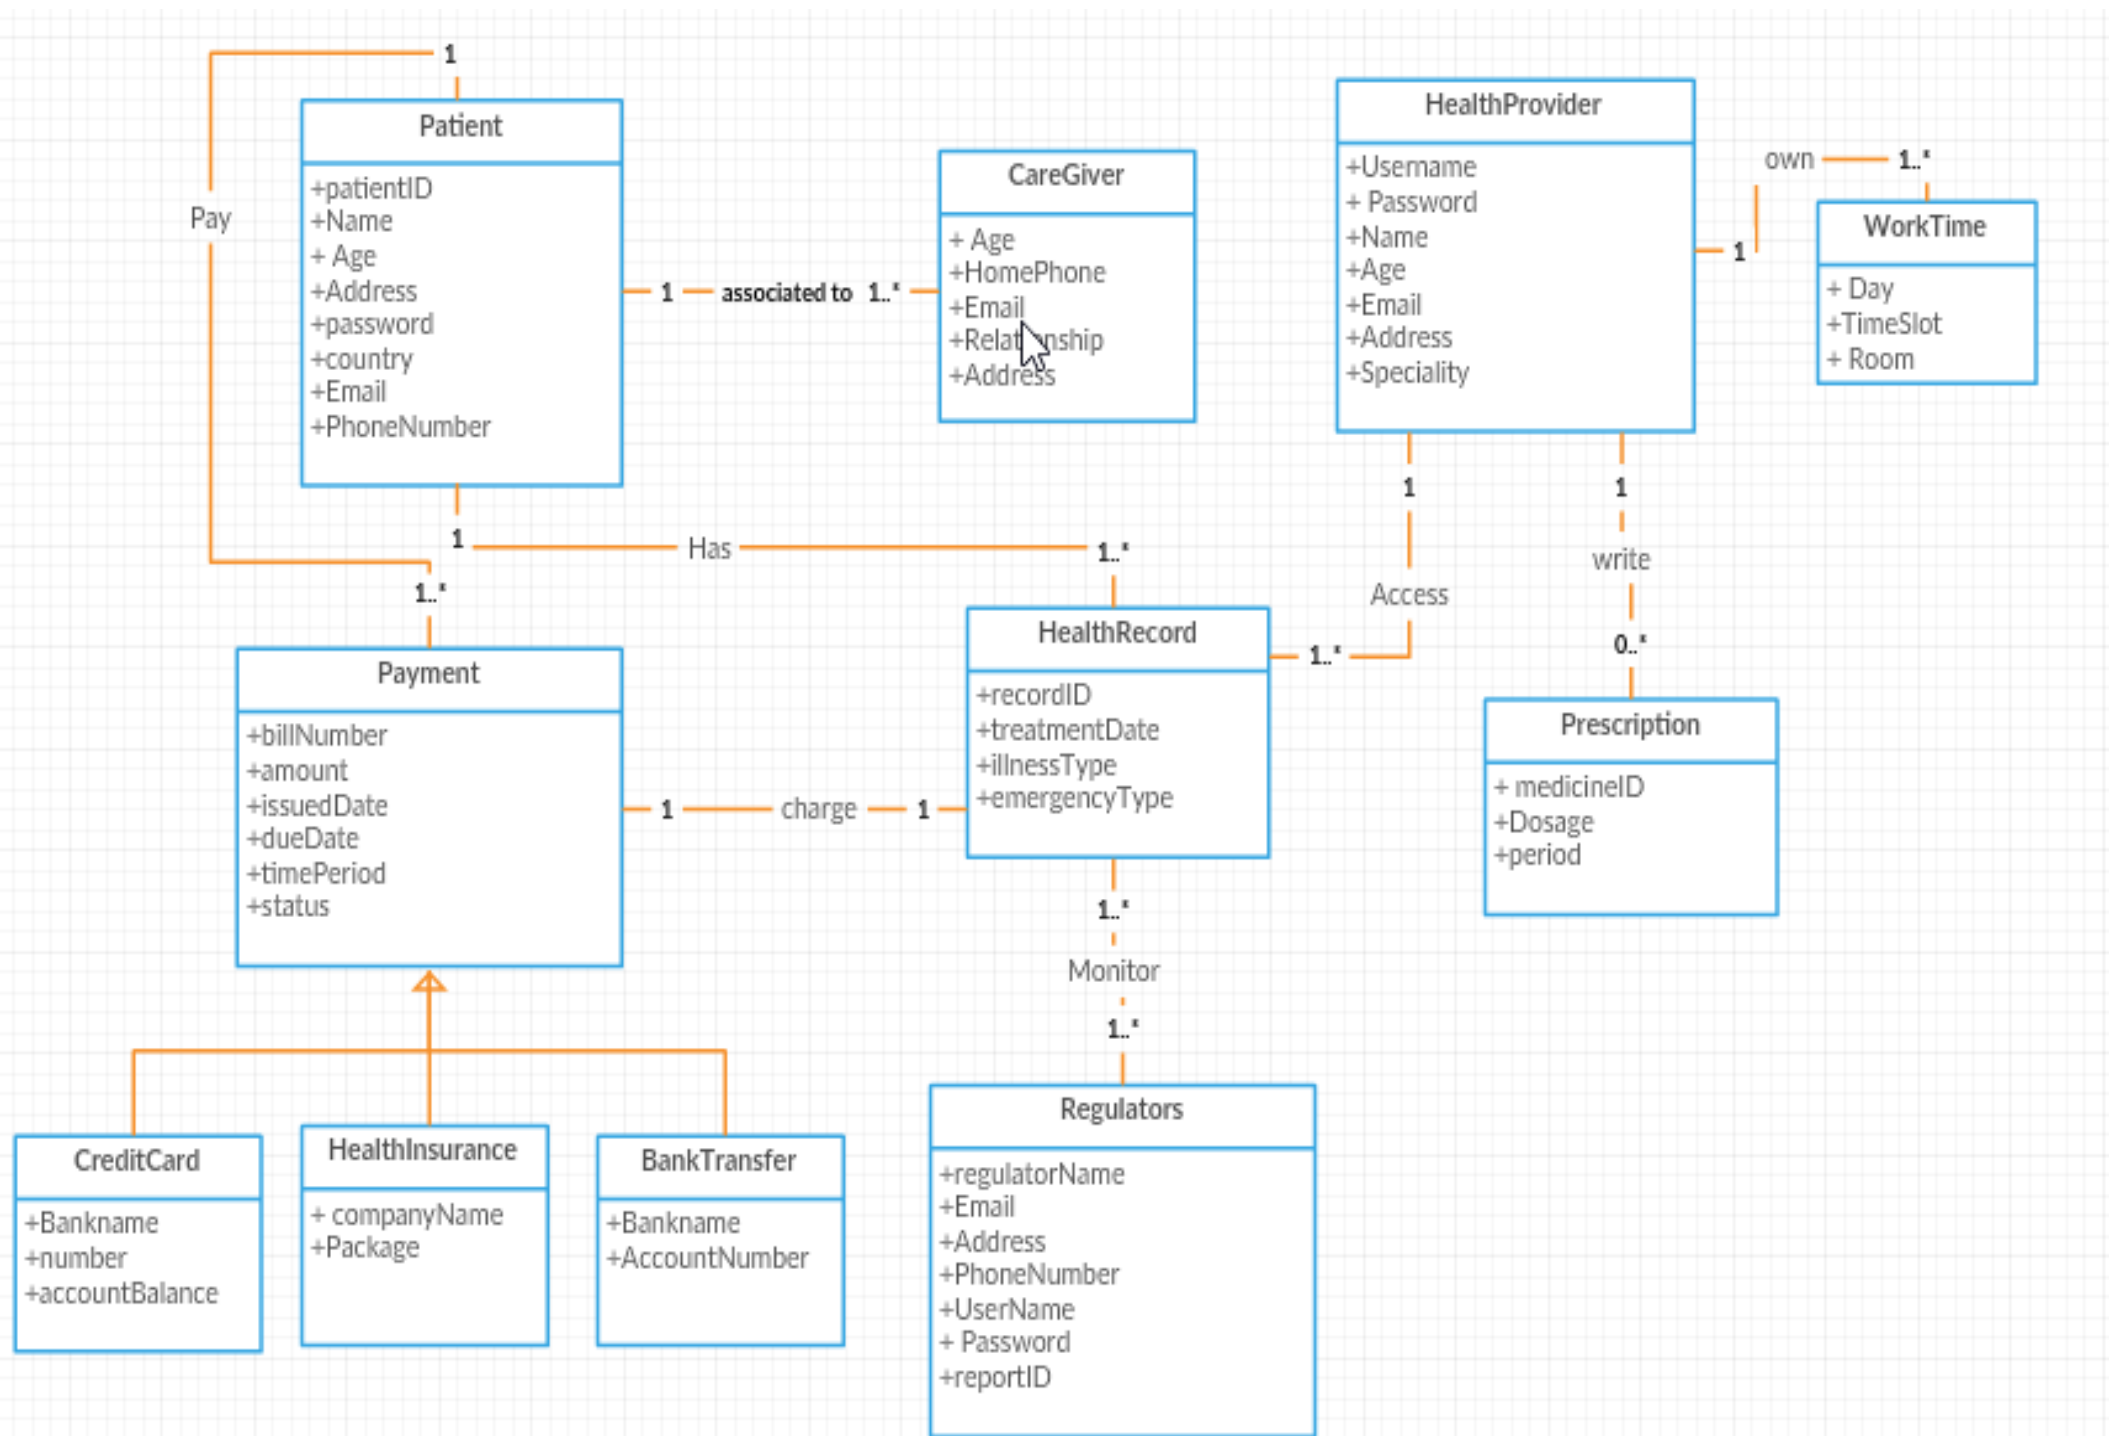 1
Patient
+patientID
+Name
+ Age
+Address
+password
+country
+Email
+PhoneNumber
Pay
1
associated to
1..*
CareGiver
+ Age
+HomePhone
+Email
+Relationship
+Address
HealthProvider
+Username
+ Password
+Name
+Age
+Email
+Address
+Speciality
own
1..*
1
WorkTime
+ Day
+TimeSlot
+ Room
1
Has
1..*
1..*
1
Access
1..*
1
write
0..*
Payment
+billNumber
+amount
+issuedDate
+dueDate
+timePeriod
+status
1
charge
1
HealthRecord
+recordID
+treatmentDate
+illnessType
+emergencyType
Prescription
+ medicineID
+Dosage
+period
1..*
Monitor
1..*
CreditCard
+Bankname
+number
+accountBalance
HealthInsurance
+ companyName
+Package
BankTransfer
+Bankname
+AccountNumber
Regulators
+regulatorName
+Email
+Address
+PhoneNumber
+UserName
+ Password
+reportID